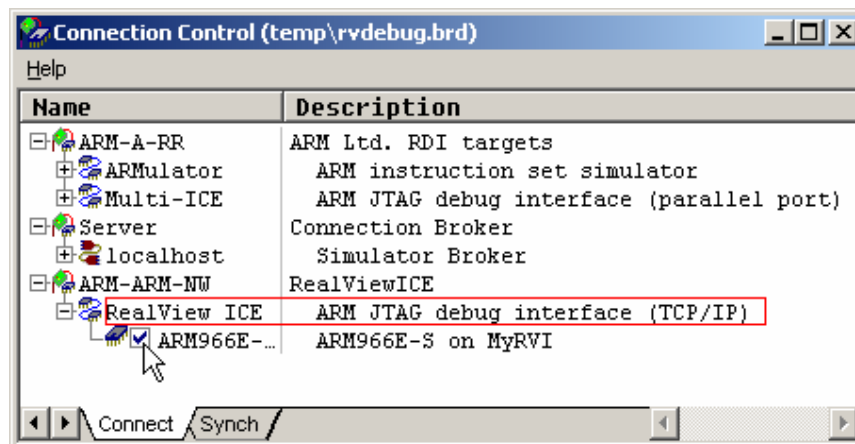 Connection Control (temp\rvdebug.brd)
Help
Name Description
ARM-A-RR ARM Ltd. RDI targets
ARMulator ARM instruction set simulator
Multi-ICE ARM JTAG debug interface (parallel port)
Server Connection Broker
localhost Simulator Broker
ARM-ARM-NW RealViewICE
RealView ICE ARM JTAG debug interface (TCP/IP)
ARM966E-… ARM966E-S on MyRVI
Connect Synch